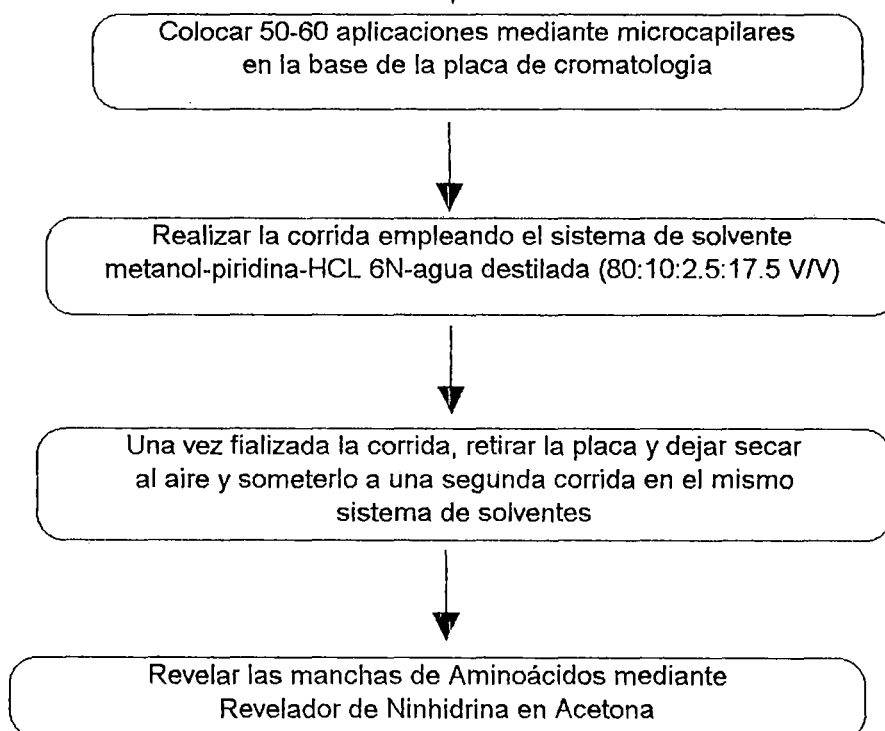 Colocar 50-60 aplicaciones mediante microcapilares
en la base de la placa de cromatologia
Realizar la corrida empleando el sistema de solvente
metanol-piridina-HCL 6N-agua destilada (80:10:2.5:17.5 V/V)
Una vez fializada la corrida, retirar la placa y dejar secar
al aire y someterlo a una segunda corrida en el mismo
sistema de solventes
Revelar las manchas de Aminoácidos mediante
Revelador de Ninhidrina en Acetona